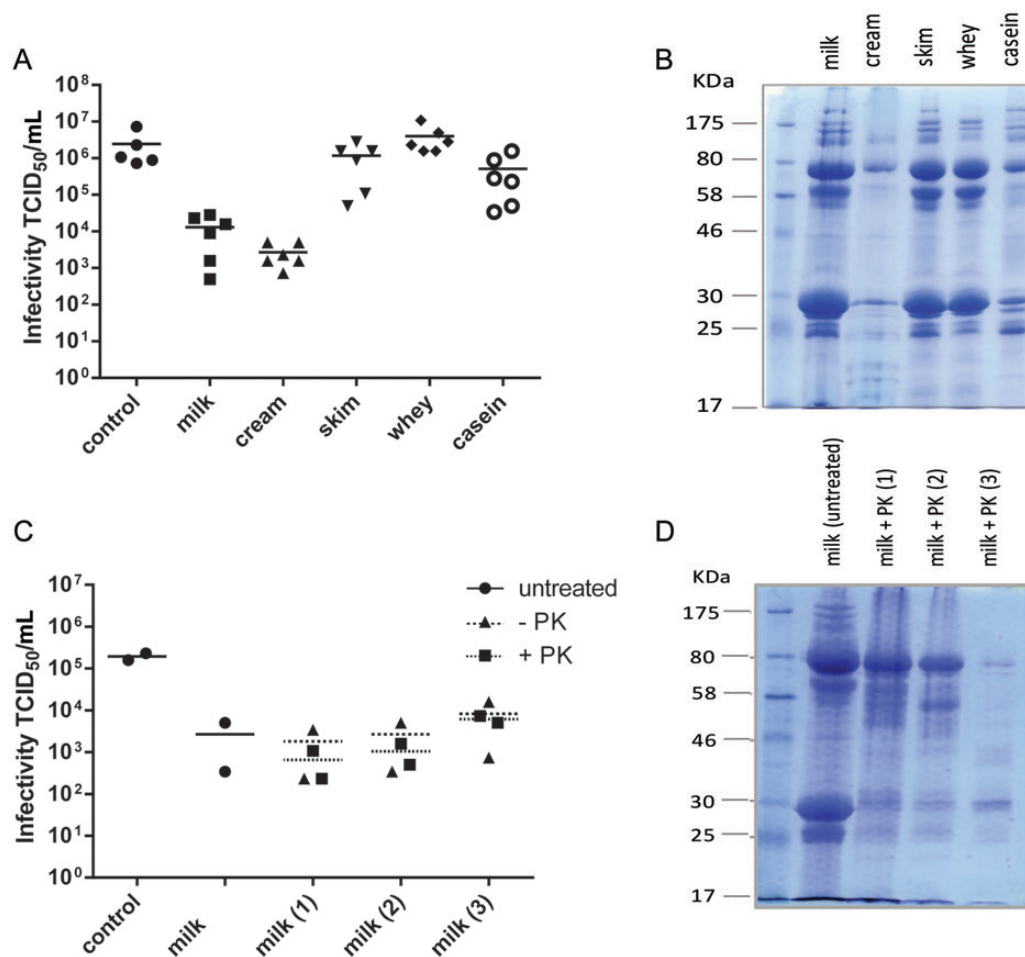 A
Infectivity TCID50/mL
10^8
10^7
10^6
10^5
10^4
10^3
10^2
10^1
10^0
control
milk
cream
skim
whey
casein
B
KDa
milk
cream
skim
whey
casein
175
80
58
46
30
25
17
C
Infectivity TCID50/mL
10^7
10^6
10^5
10^4
10^3
10^2
10^1
10^0
untreated
- PK
+ PK
control
milk
milk (1)
milk (2)
milk (3)
D
KDa
milk (untreated)
milk + PK (1)
milk + PK (2)
milk + PK (3)
175
80
58
46
30
25
17